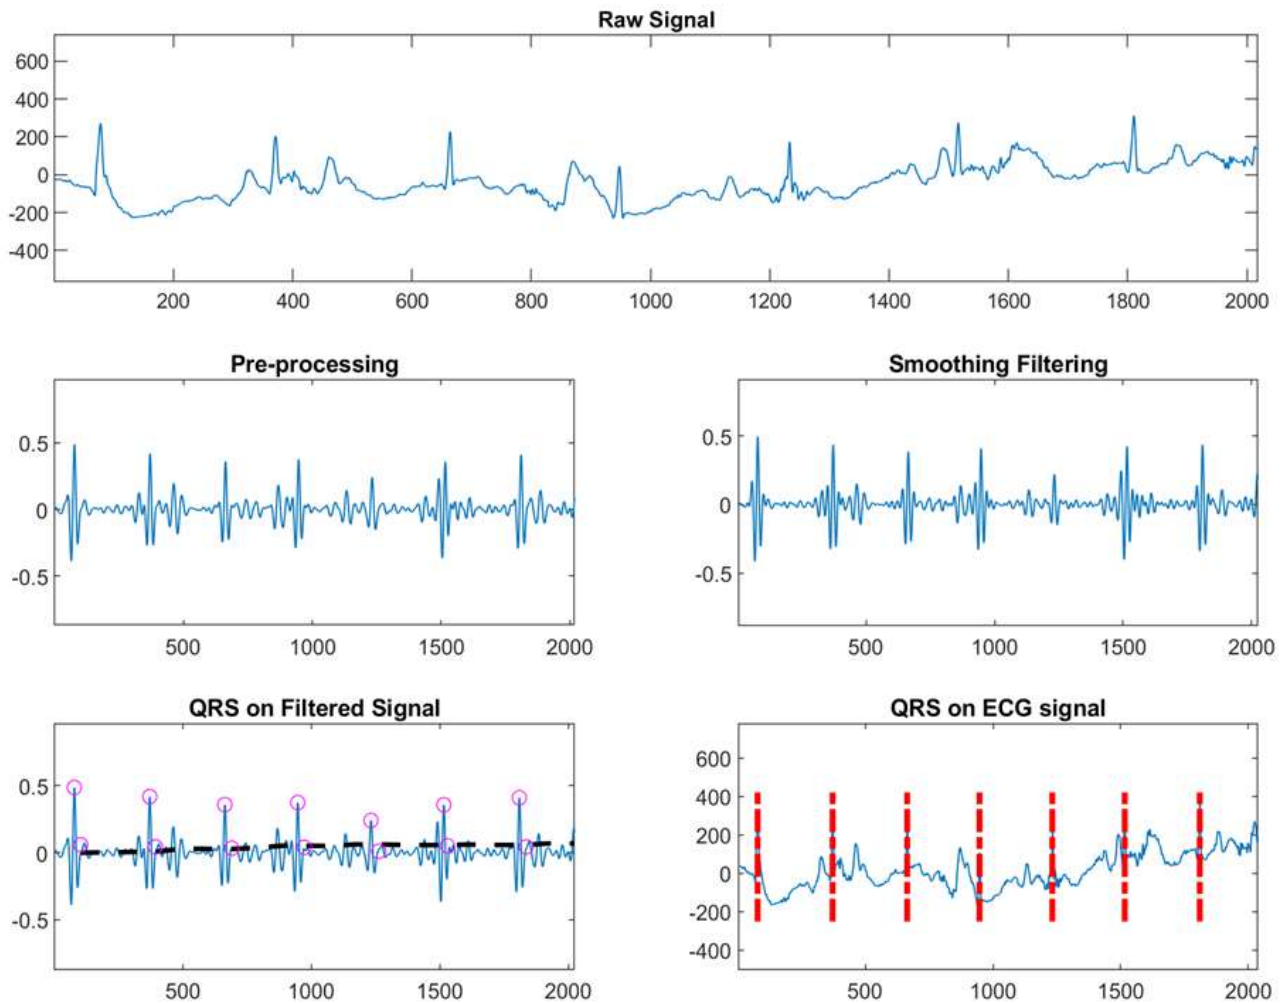 Raw Signal
600
400
200
0
-200
-400
200 400 600 800 1000 1200 1400 1600 1800 2000
Pre-processing
0.5
0
-0.5
500 1000 1500 2000
Smoothing Filtering
0.5
0
-0.5
500 1000 1500 2000
QRS on Filtered Signal
0.5
0
-0.5
500 1000 1500 2000
QRS on ECG signal
600
400
200
0
-200
-400
500 1000 1500 2000